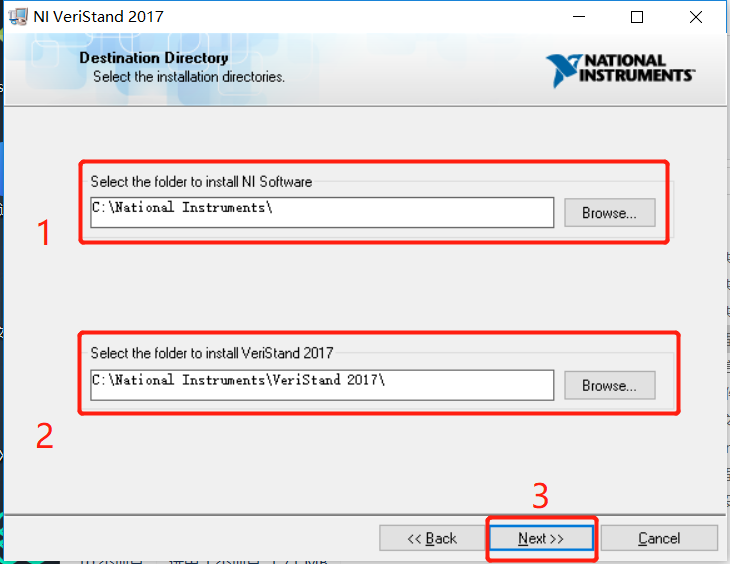 NI VeriStand 2017
Destination Directory
Select the installation directories.
NATIONAL
INSTRUMENTS™
Select the folder to install NI Software
C:\National Instruments\
Browse...
1
Select the folder to install VeriStand 2017
C:\National Instruments\VeriStand 2017\
Browse...
2
3
<< Back
Next >>
Cancel